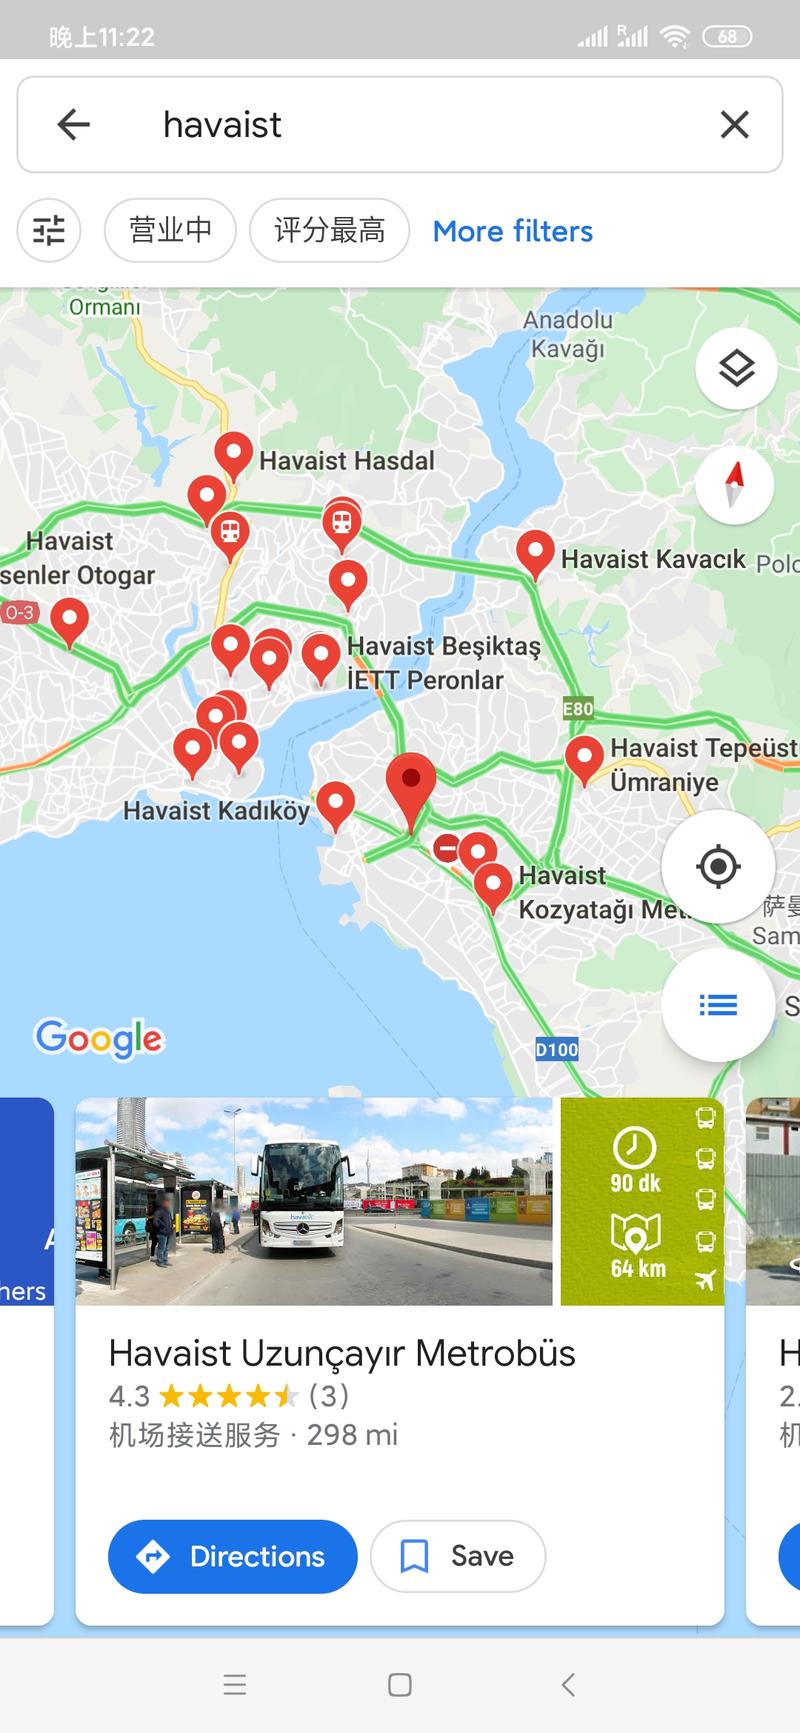 晚上11:22
R
68
havaist
营业中
评分最高
More filters
Ormanı
Anadolu
Kavağı
Havaist Hasdal
Havaist
senler Otogar
O-3
Havaist Kavacık
Polo
Havaist Beşiktaş
İETT Peronlar
E80
Havaist Tepeüst
Ümraniye
Havaist Kadıköy
Havaist
Kozyatağı Met
萨曼
Sam
S
Google
D100
hers
havaist
90 dk
64 km
Havaist Uzunçayır Metrobüs
4.3
(3)
机场接送服务 · 298 mi
H
2.
机
Directions
Save